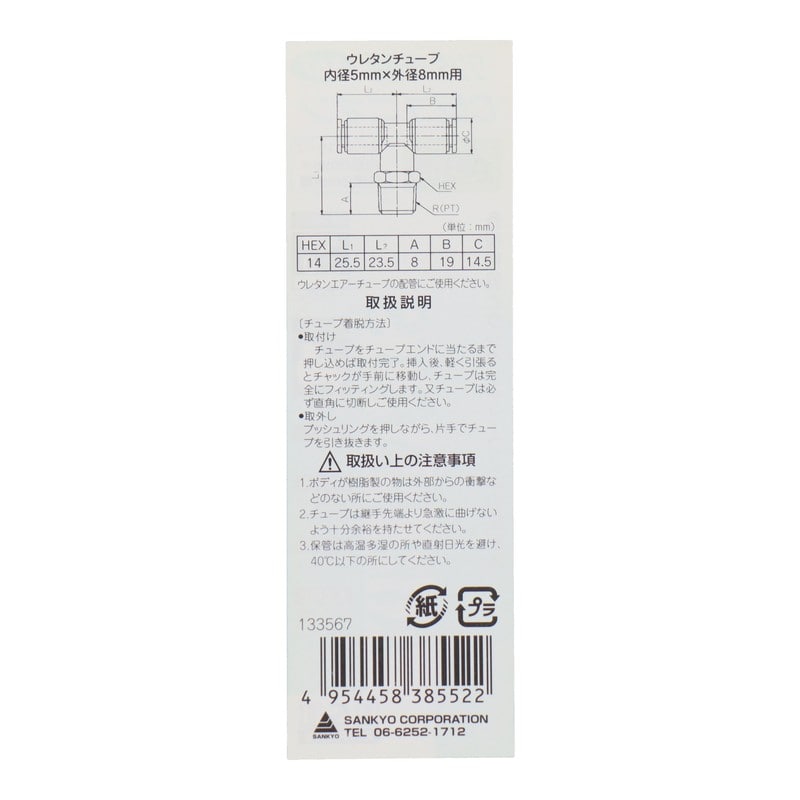 ウレタンチューブ
内径5mm×外径8mm用
L₂ L₂
B
φC
L₁
A
HEX
R(PT)
(単位：mm)
HEX L₁ L₂ A B C
14 25.5 23.5 8 19 14.5
ウレタンエアーチューブの配管にご使用ください。
取扱説明
〔チューブ着脱方法〕
●取付け
チューブをチューブエンドに当たるまで
押し込めば取付完了。挿入後、軽く引張る
とチャックが手前に移動し、チューブは完
全にフィッティングします。又チューブは必
ず直角に切断しご使用ください。
●取外し
プッシュリングを押しながら、片手でチュー
ブを引き抜きます。
取扱い上の注意事項
1.ボディが樹脂製の物は外部からの衝撃な
どのない所にご使用ください。
2.チューブは継手先端より急激に曲げない
よう十分余裕を持たせてください。
3.保管は高温多湿の所や直射日光を避け、
40℃以下の所にしてください。
紙 プラ
133567
4 954458 385522
SANKYO
SANKYO CORPORATION
TEL 06-6252-1712